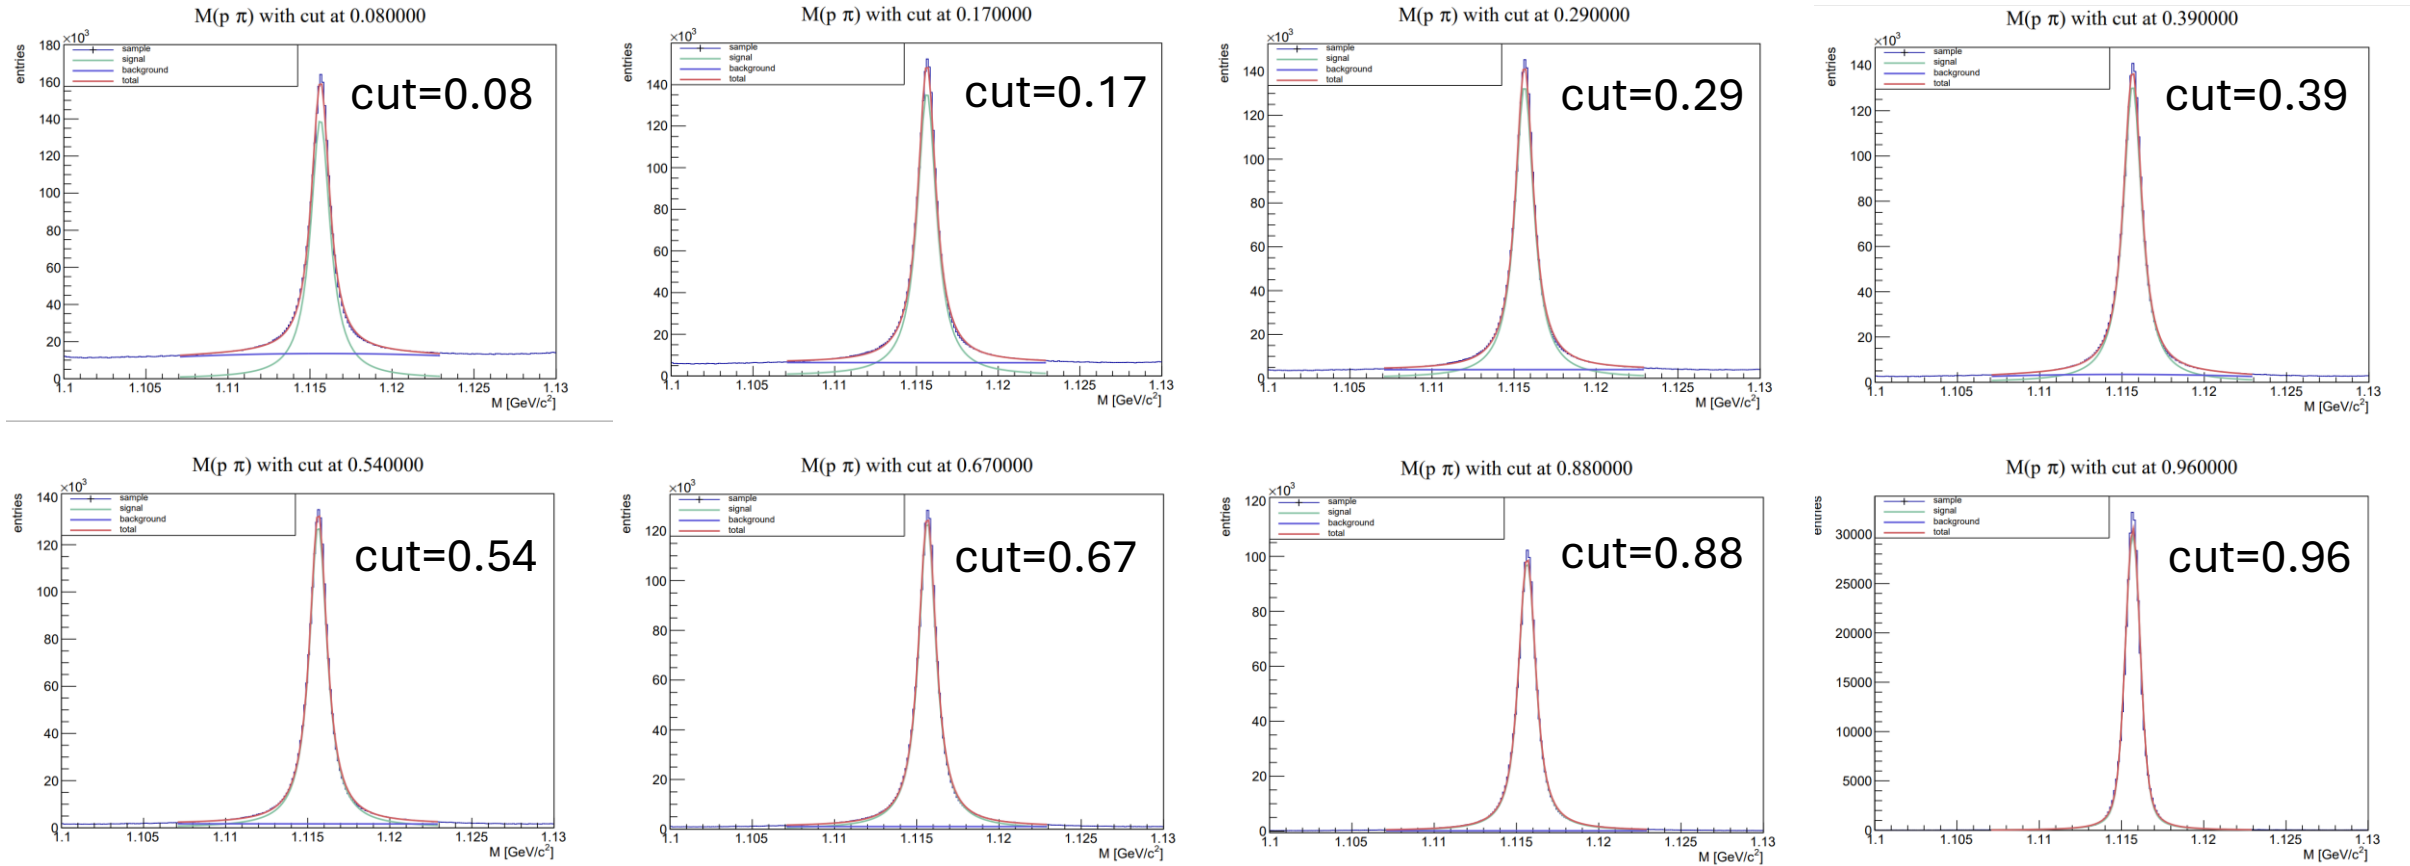 M(p π) with cut at 0.080000
×10³
entries
sample
signal
background
total
cut=0.08
180
160
140
120
100
80
60
40
20
0
1.1 1.105 1.11 1.115 1.12 1.125 1.13
M [GeV/c²]
M(p π) with cut at 0.170000
×10³
entries
sample
signal
background
total
cut=0.17
140
120
100
80
60
40
20
0
1.1 1.105 1.11 1.115 1.12 1.125 1.13
M [GeV/c²]
M(p π) with cut at 0.290000
×10³
entries
sample
signal
background
total
cut=0.29
140
120
100
80
60
40
20
0
1.1 1.105 1.11 1.115 1.12 1.125 1.13
M [GeV/c²]
M(p π) with cut at 0.390000
×10³
entries
sample
signal
background
total
cut=0.39
140
120
100
80
60
40
20
0
1.1 1.105 1.11 1.115 1.12 1.125 1.13
M [GeV/c²]
M(p π) with cut at 0.540000
×10³
entries
sample
signal
background
total
cut=0.54
140
120
100
80
60
40
20
0
1.1 1.105 1.11 1.115 1.12 1.125 1.13
M [GeV/c²]
M(p π) with cut at 0.670000
×10³
entries
sample
signal
background
total
cut=0.67
120
100
80
60
40
20
0
1.1 1.105 1.11 1.115 1.12 1.125 1.13
M [GeV/c²]
M(p π) with cut at 0.880000
×10³
entries
sample
signal
background
total
cut=0.88
120
100
80
60
40
20
0
1.1 1.105 1.11 1.115 1.12 1.125 1.13
M [GeV/c²]
M(p π) with cut at 0.960000
entries
sample
signal
background
total
cut=0.96
30000
25000
20000
15000
10000
5000
0
1.1 1.105 1.11 1.115 1.12 1.125 1.13
M [GeV/c²]